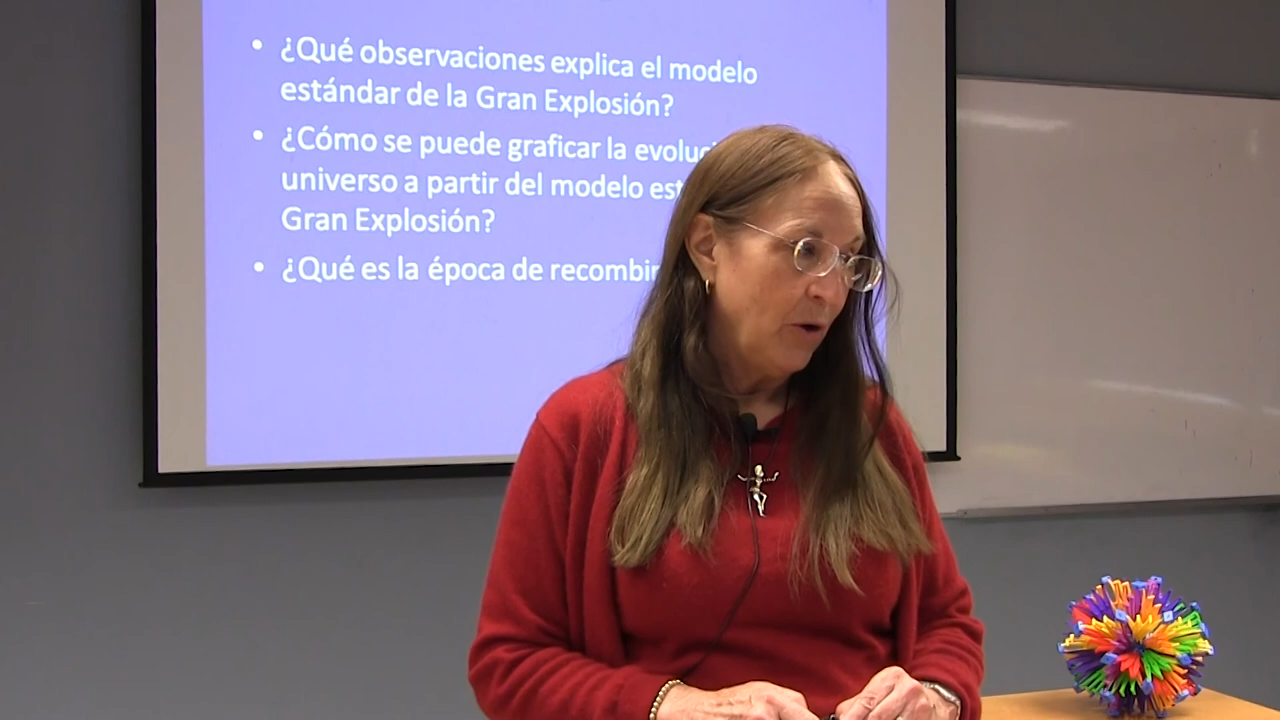 • ¿Qué observaciones explica el modelo
estándar de la Gran Explosión?
• ¿Cómo se puede graficar la
universo a partir del modelo
Gran Explosión?
• ¿Qué es la época de